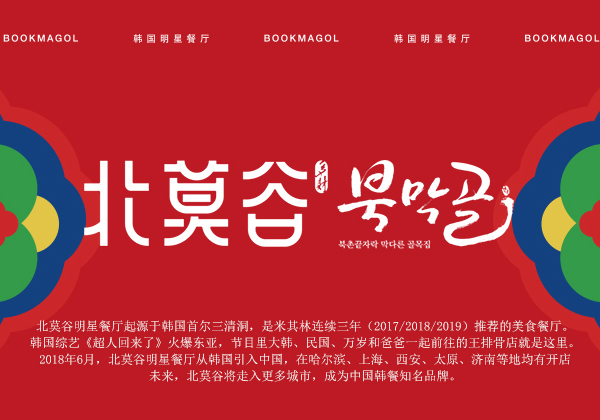 BOOKMAGOL 韩国明星餐厅 BOOKMAGOL 韩国明星餐厅 BOOKMAGOL
北莫谷 북막골
북촌끝자락 막다른 골목집
北莫谷明星餐厅起源于韩国首尔三清洞，是米其林连续三年（2017/2018/2019）推荐的美食餐厅。
韩国综艺《超人回来了》火爆东亚，节目里大韩、民国、万岁和爸爸一起前往的王排骨店就是这里。
2018年6月，北莫谷明星餐厅从韩国引入中国，在哈尔滨、上海、西安、太原、济南等地均有开店
未来，北莫谷将走入更多城市，成为中国韩餐知名品牌。